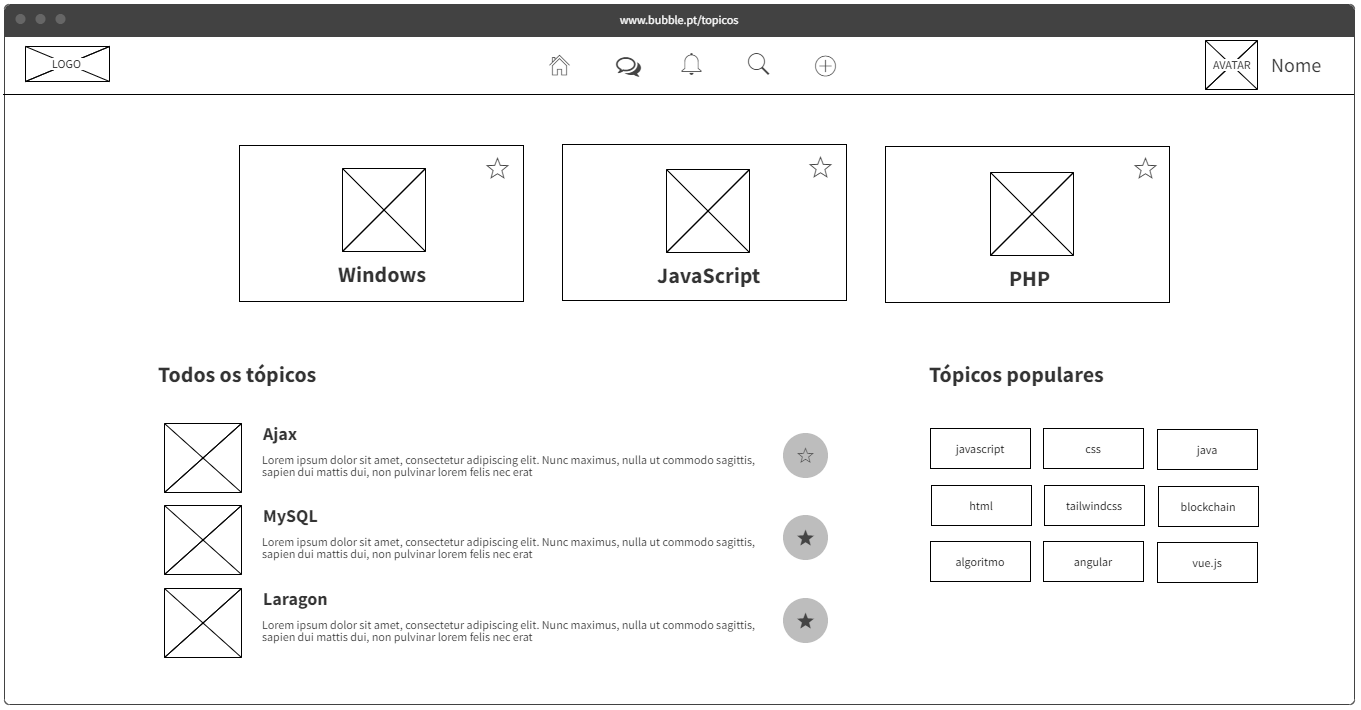 www.bubble.pt/topicos
LOGO
AVATAR
Nome
Windows
JavaScript
PHP
Todos os tópicos
Ajax
Lorem ipsum dolor sit amet, consectetur adipiscing elit. Nunc maximus, nulla ut commodo sagittis,
sapien dui mattis dui, non pulvinar lorem felis nec erat
MySQL
Lorem ipsum dolor sit amet, consectetur adipiscing elit. Nunc maximus, nulla ut commodo sagittis,
sapien dui mattis dui, non pulvinar lorem felis nec erat
Laragon
Lorem ipsum dolor sit amet, consectetur adipiscing elit. Nunc maximus, nulla ut commodo sagittis,
sapien dui mattis dui, non pulvinar lorem felis nec erat
Tópicos populares
javascript
css
java
html
tailwindcss
blockchain
algoritmo
angular
vue.js